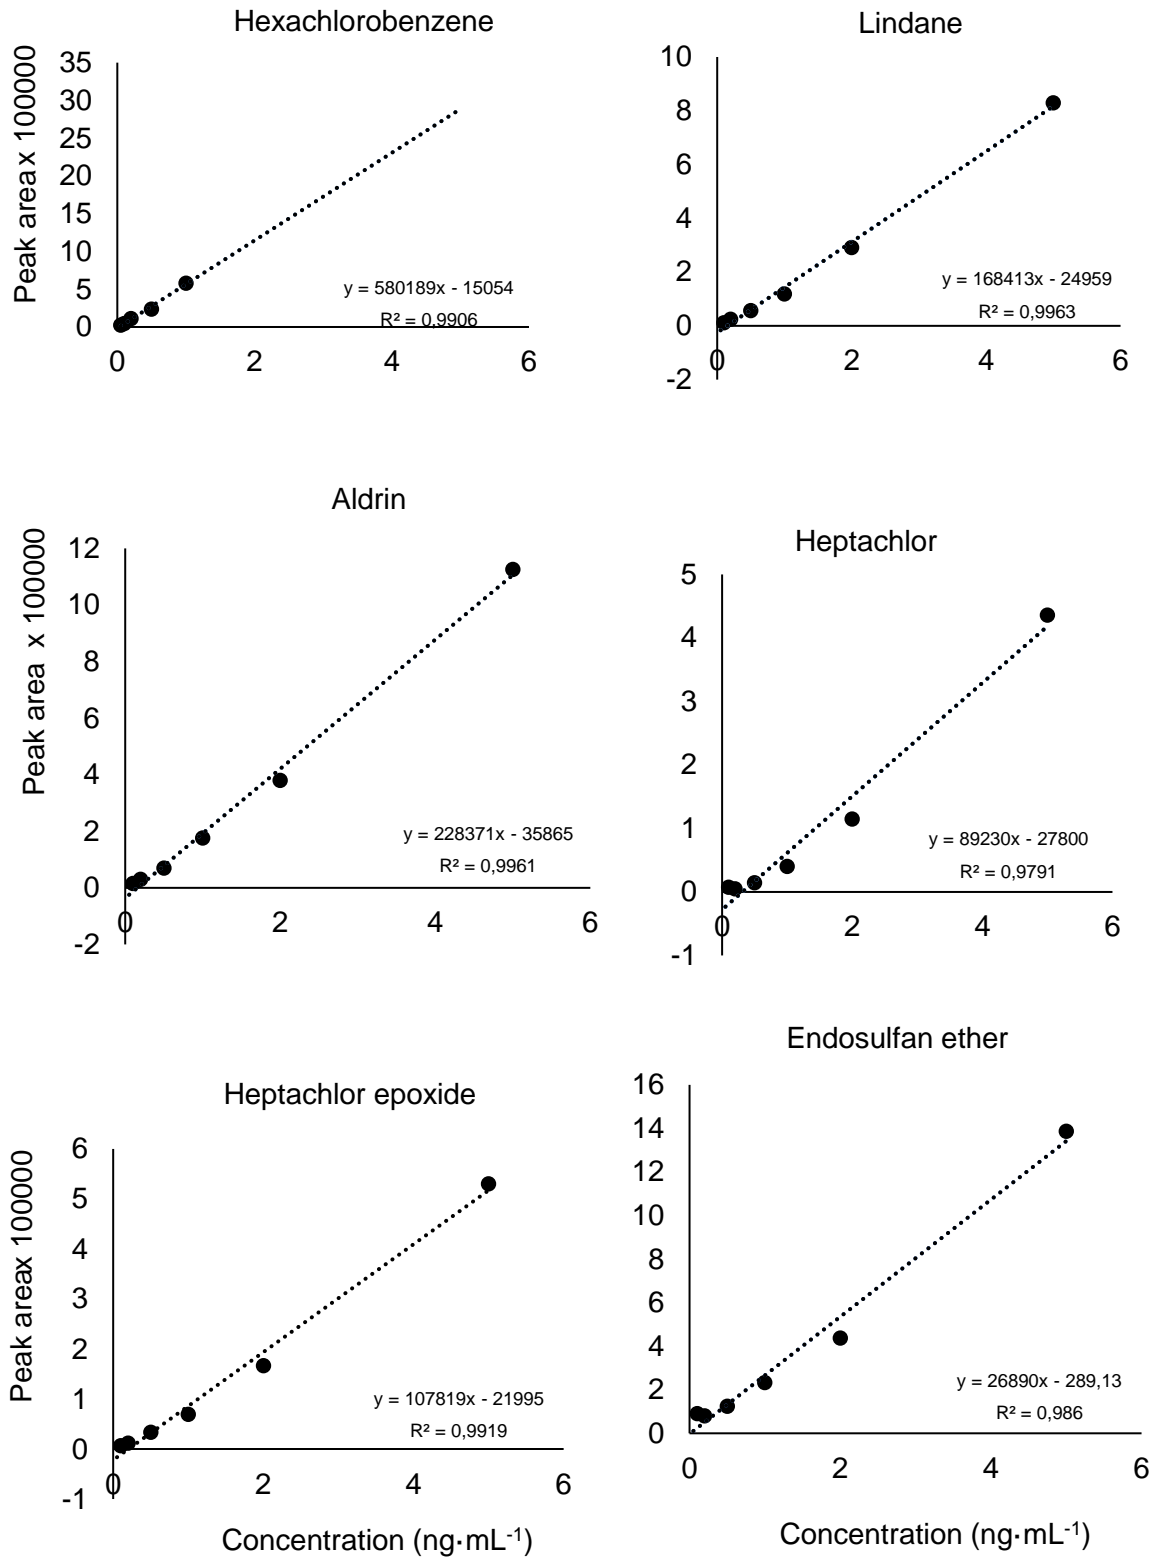 Hexachlorobenzene
Peak area x 100000
35
30
25
20
15
10
5
0
y = 580189x - 15054
R² = 0,9906
0 2 4 6
Lindane
10
8
6
4
2
0
-2
y = 168413x - 24959
R² = 0,9963
0 2 4 6
Aldrin
Peak area x 100000
12
10
8
6
4
2
0
-2
y = 228371x - 35865
R² = 0,9961
0 2 4 6
Heptachlor
5
4
3
2
1
0
-1
y = 89230x - 27800
R² = 0,9791
0 2 4 6
Heptachlor epoxide
Peak areax 100000
6
5
4
3
2
1
0
-1
y = 107819x - 21995
R² = 0,9919
0 2 4 6
Concentration (ng·mL⁻¹)
Endosulfan ether
16
14
12
10
8
6
4
2
0
y = 26890x - 289,13
R² = 0,986
0 2 4 6
Concentration (ng·mL⁻¹)